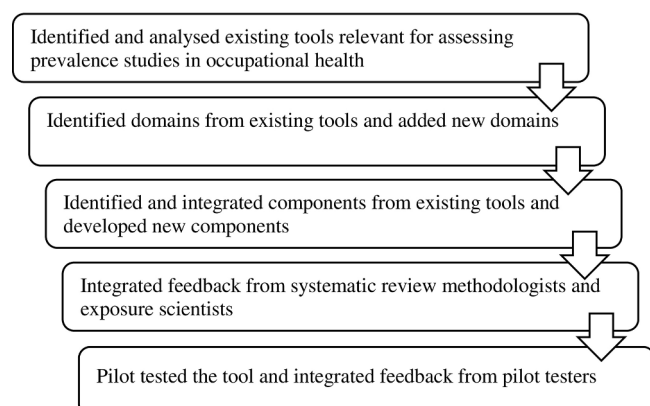 Identified and analysed existing tools relevant for assessing
prevalence studies in occupational health
Identified domains from existing tools and added new domains
Identified and integrated components from existing tools and
developed new components
Integrated feedback from systematic review methodologists and
exposure scientists
Pilot tested the tool and integrated feedback from pilot testers